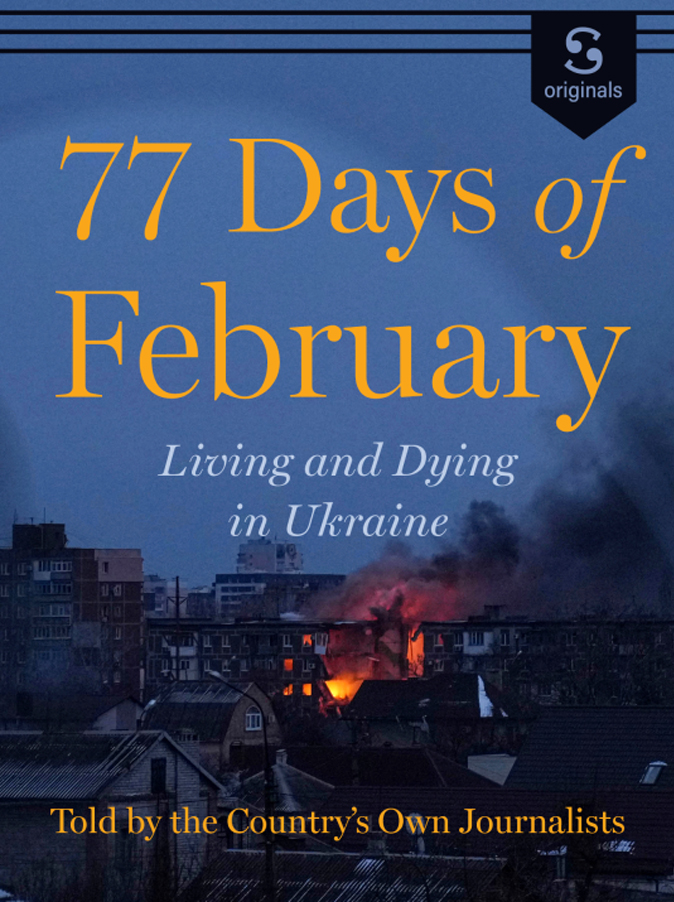 originals
77 Days of
February
Living and Dying
in Ukraine
Told by the Country's Own Journalists